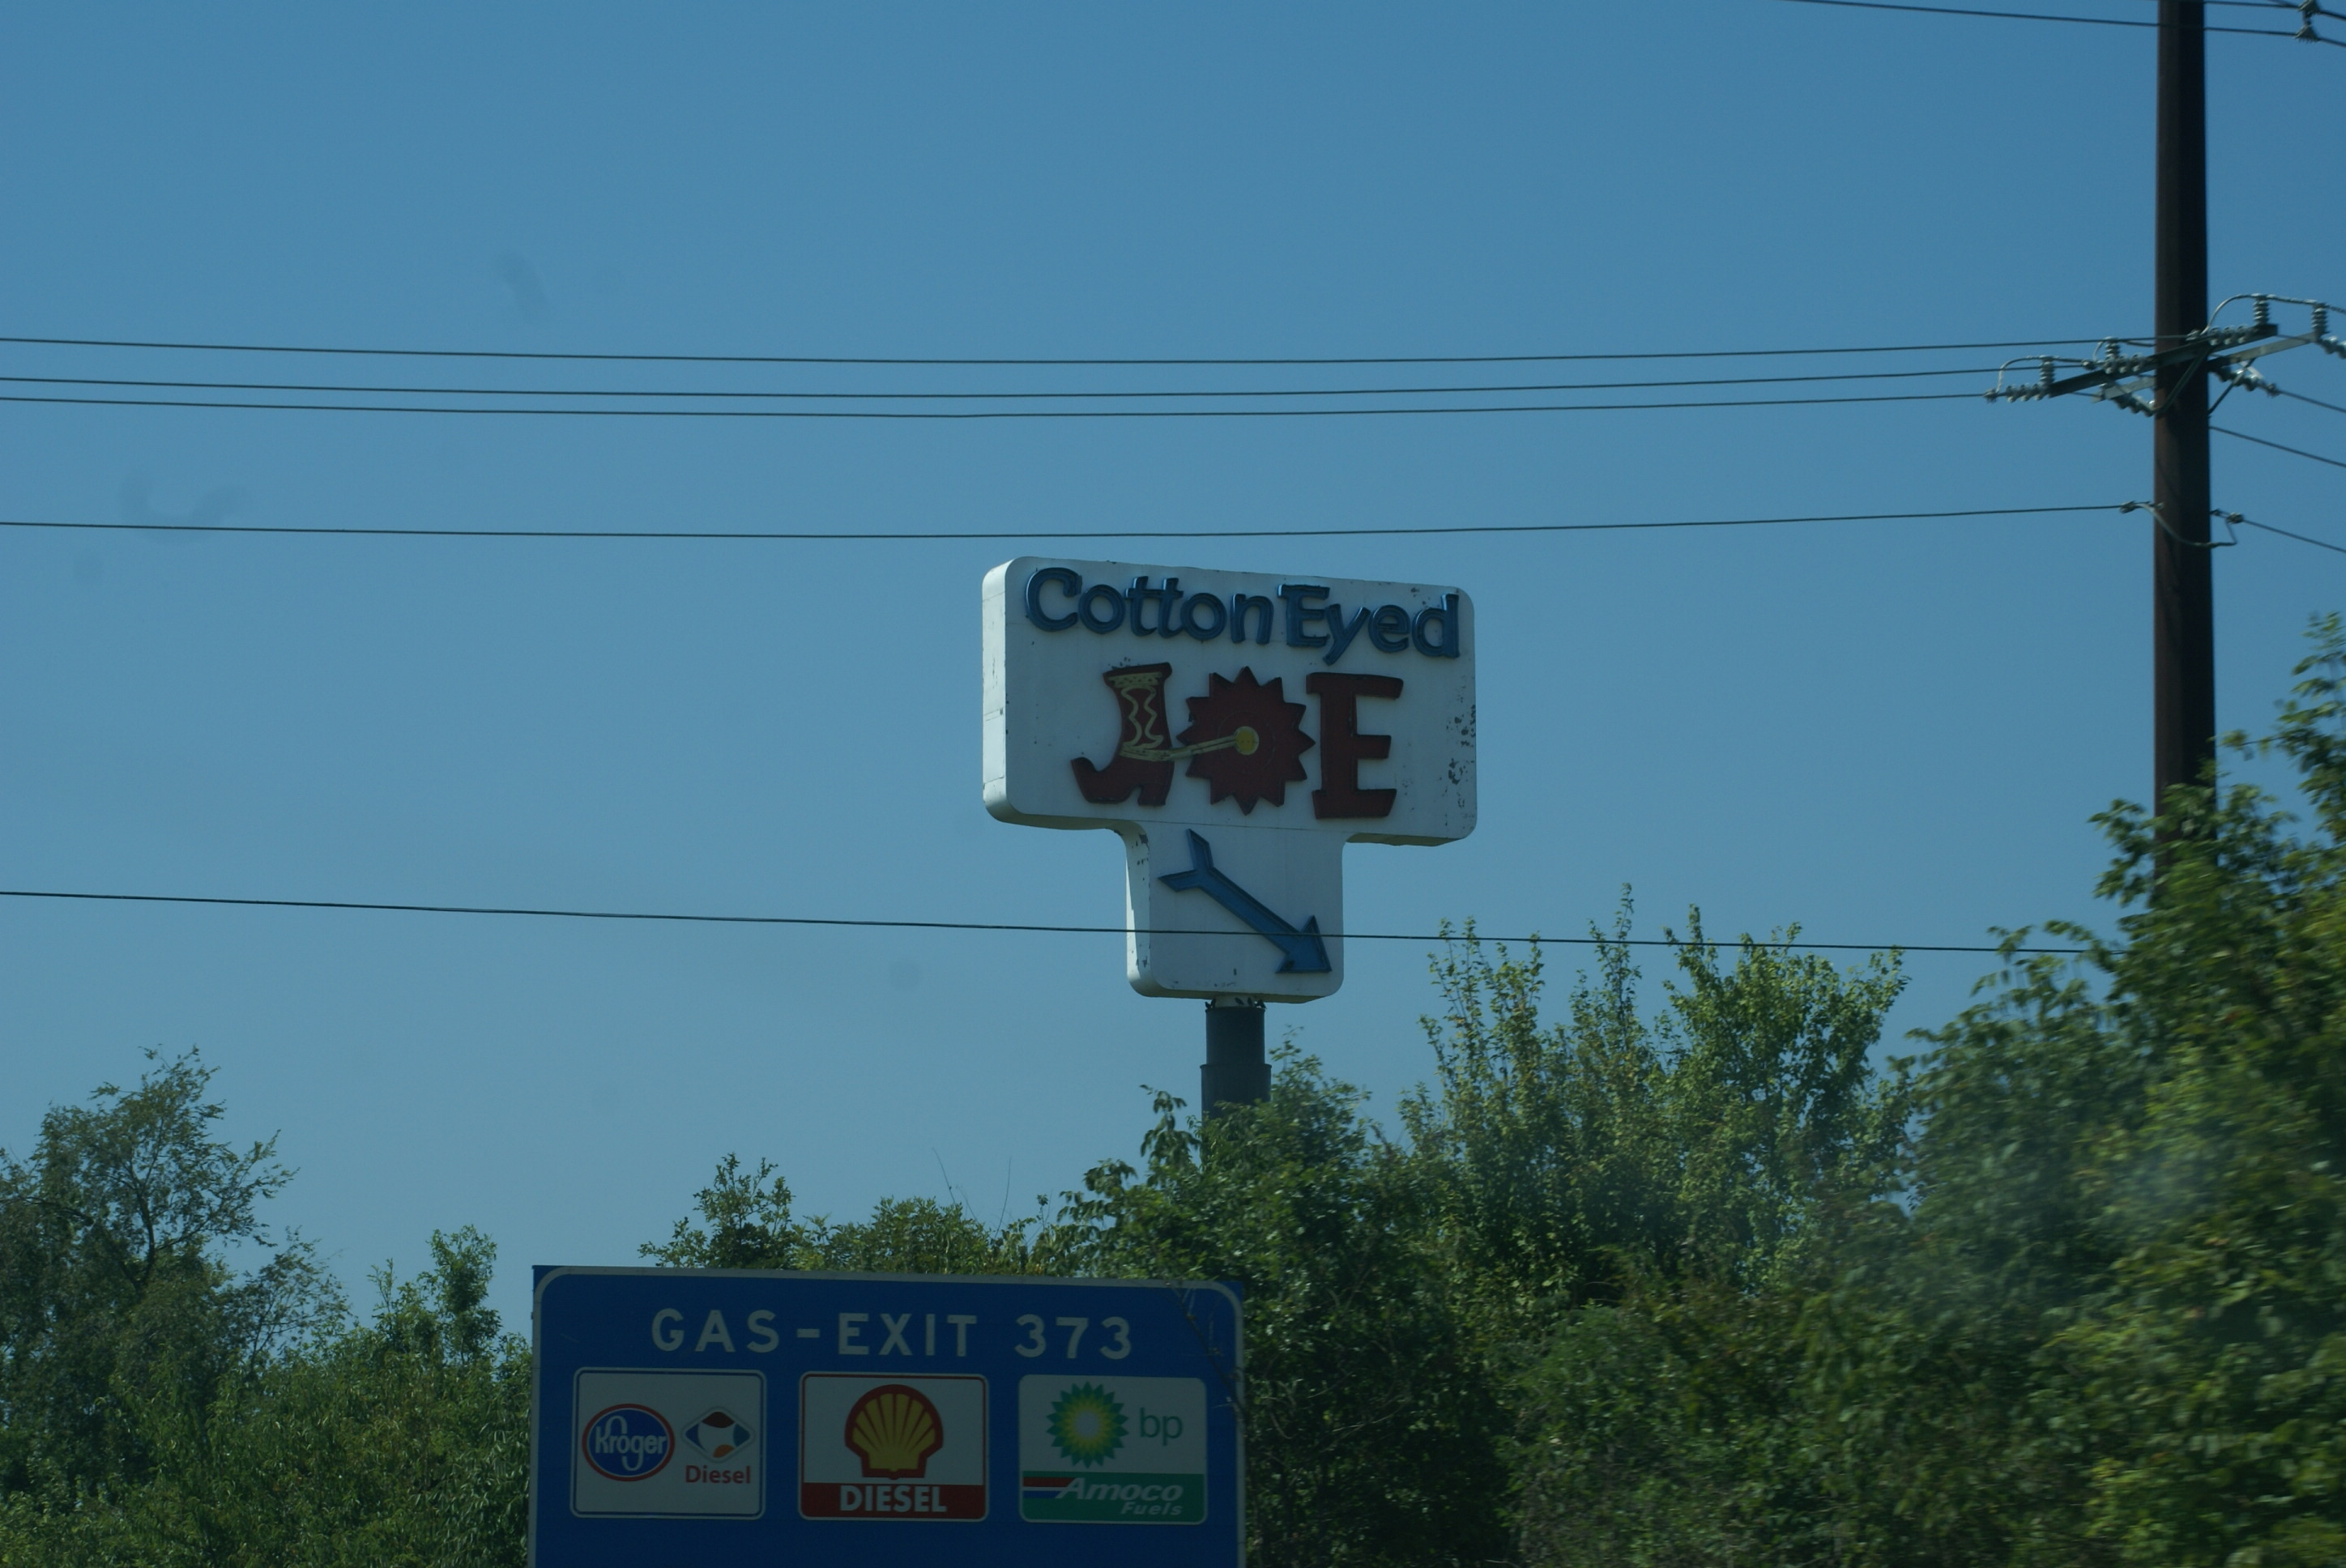 Cotton Eyed
JOE
GAS - EXIT 373
Kroger
Diesel
DIESEL
bp
Amoco
Fuels